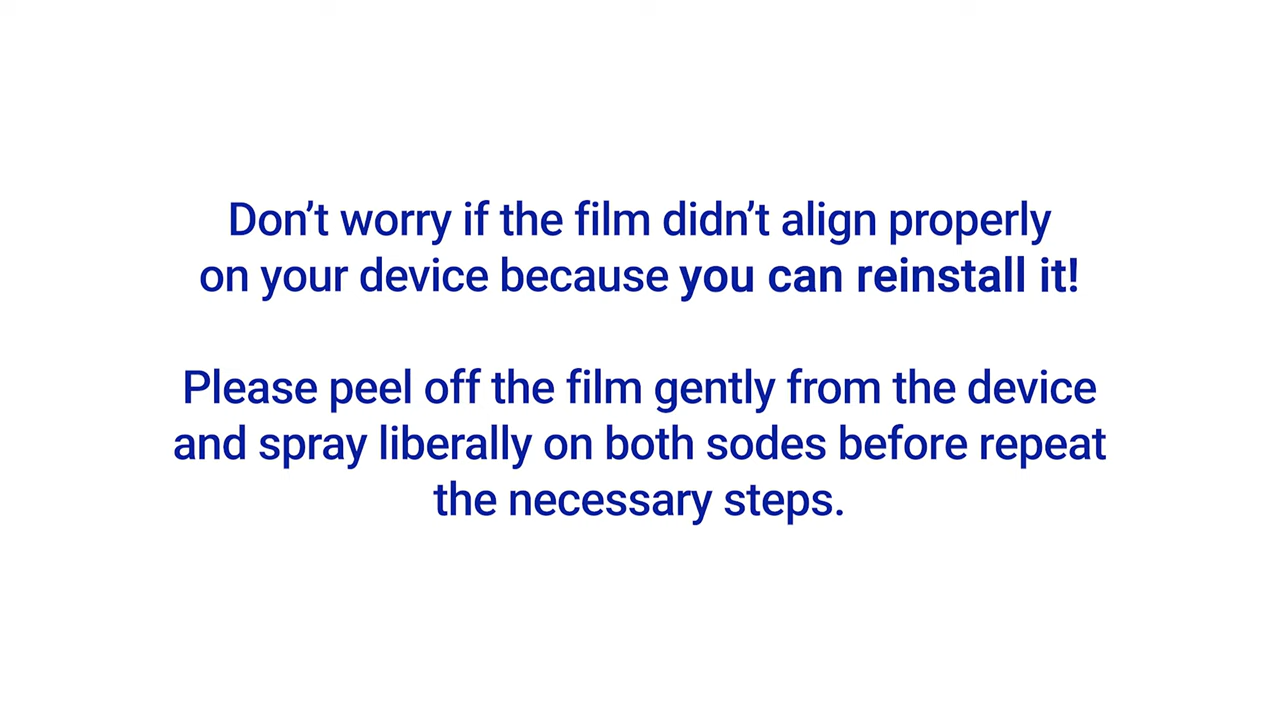 Don’t worry if the film didn’t align properly
on your device because you can reinstall it!
Please peel off the film gently from the device
and spray liberally on both sodes before repeat
the necessary steps.